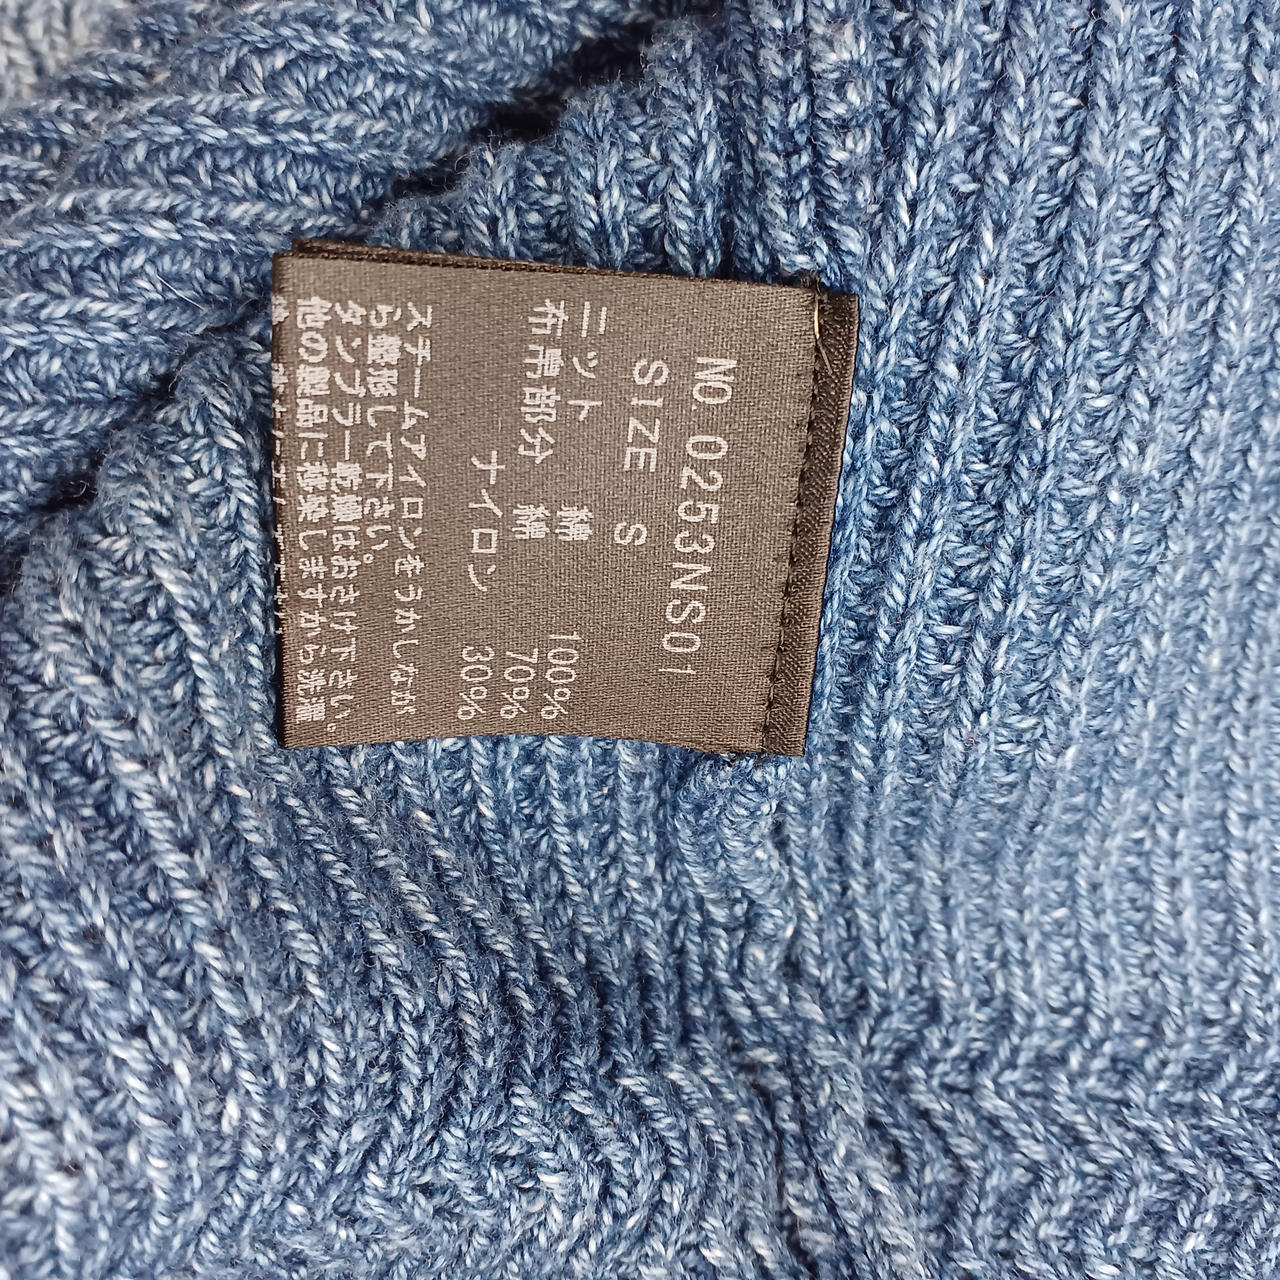 NO. 0253NS01
SIZE S
ニット 綿 100%
布帛部分 綿 70%
ナイロン 30%
スチームアイロンをうかしなが
ら整形して下さい。
タンブラー乾燥はおさけ下さい。
他の製品に移染しますから洗濯